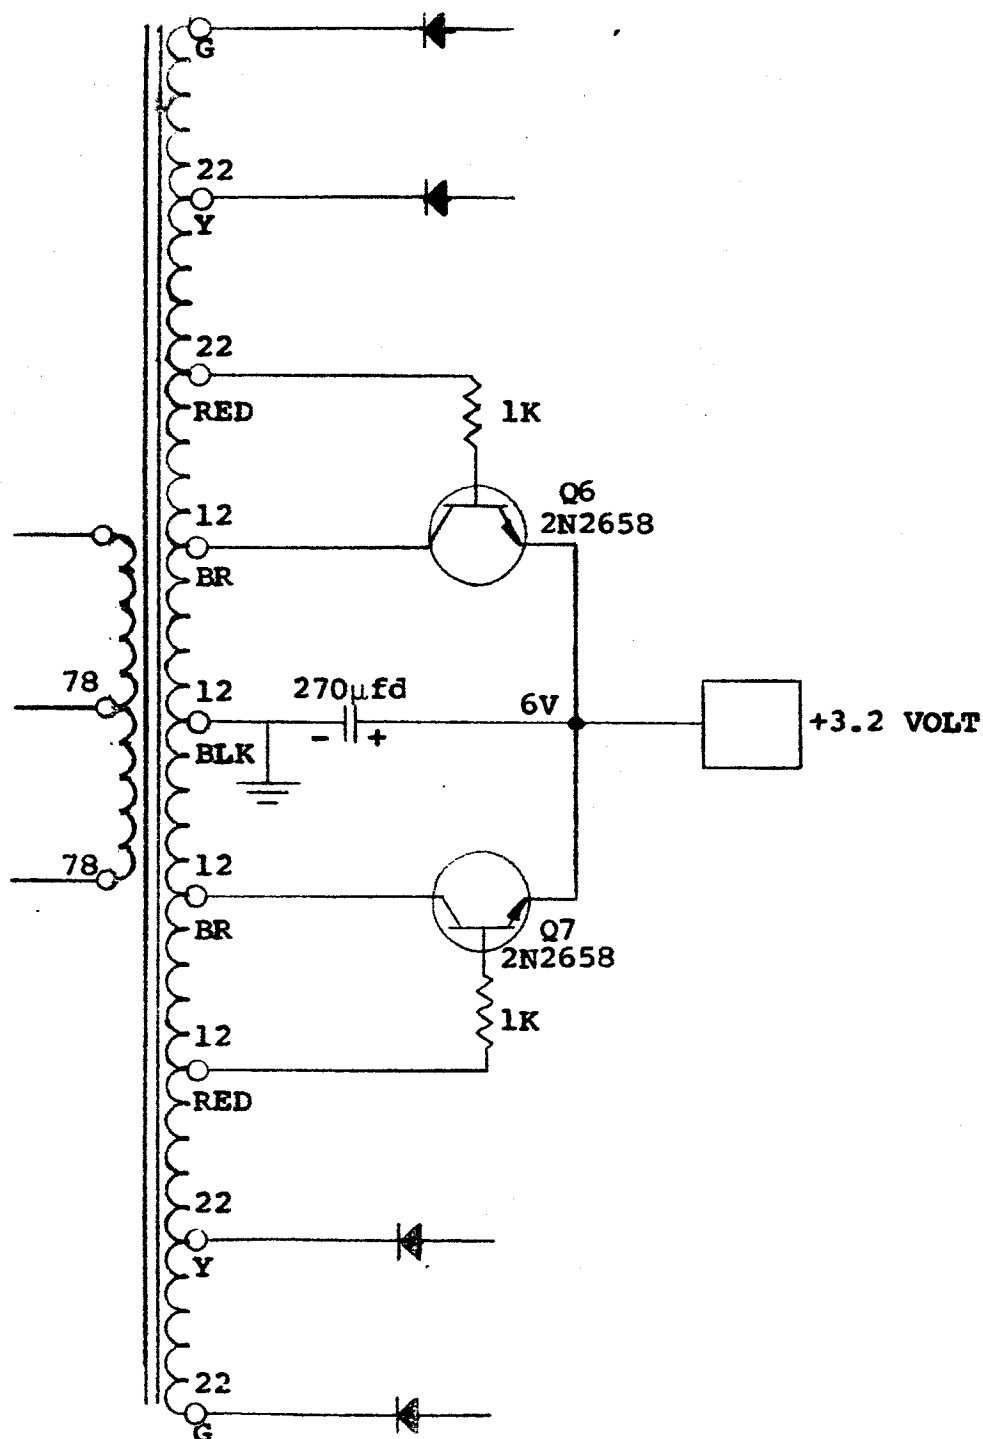 G
22
Y
22
RED
1K
Q6
2N2658
12
BR
78
12
270µfd
6V
- +
BLK
+3.2 VOLT
78
12
BR
Q7
2N2658
12
1K
RED
22
Y
22
G